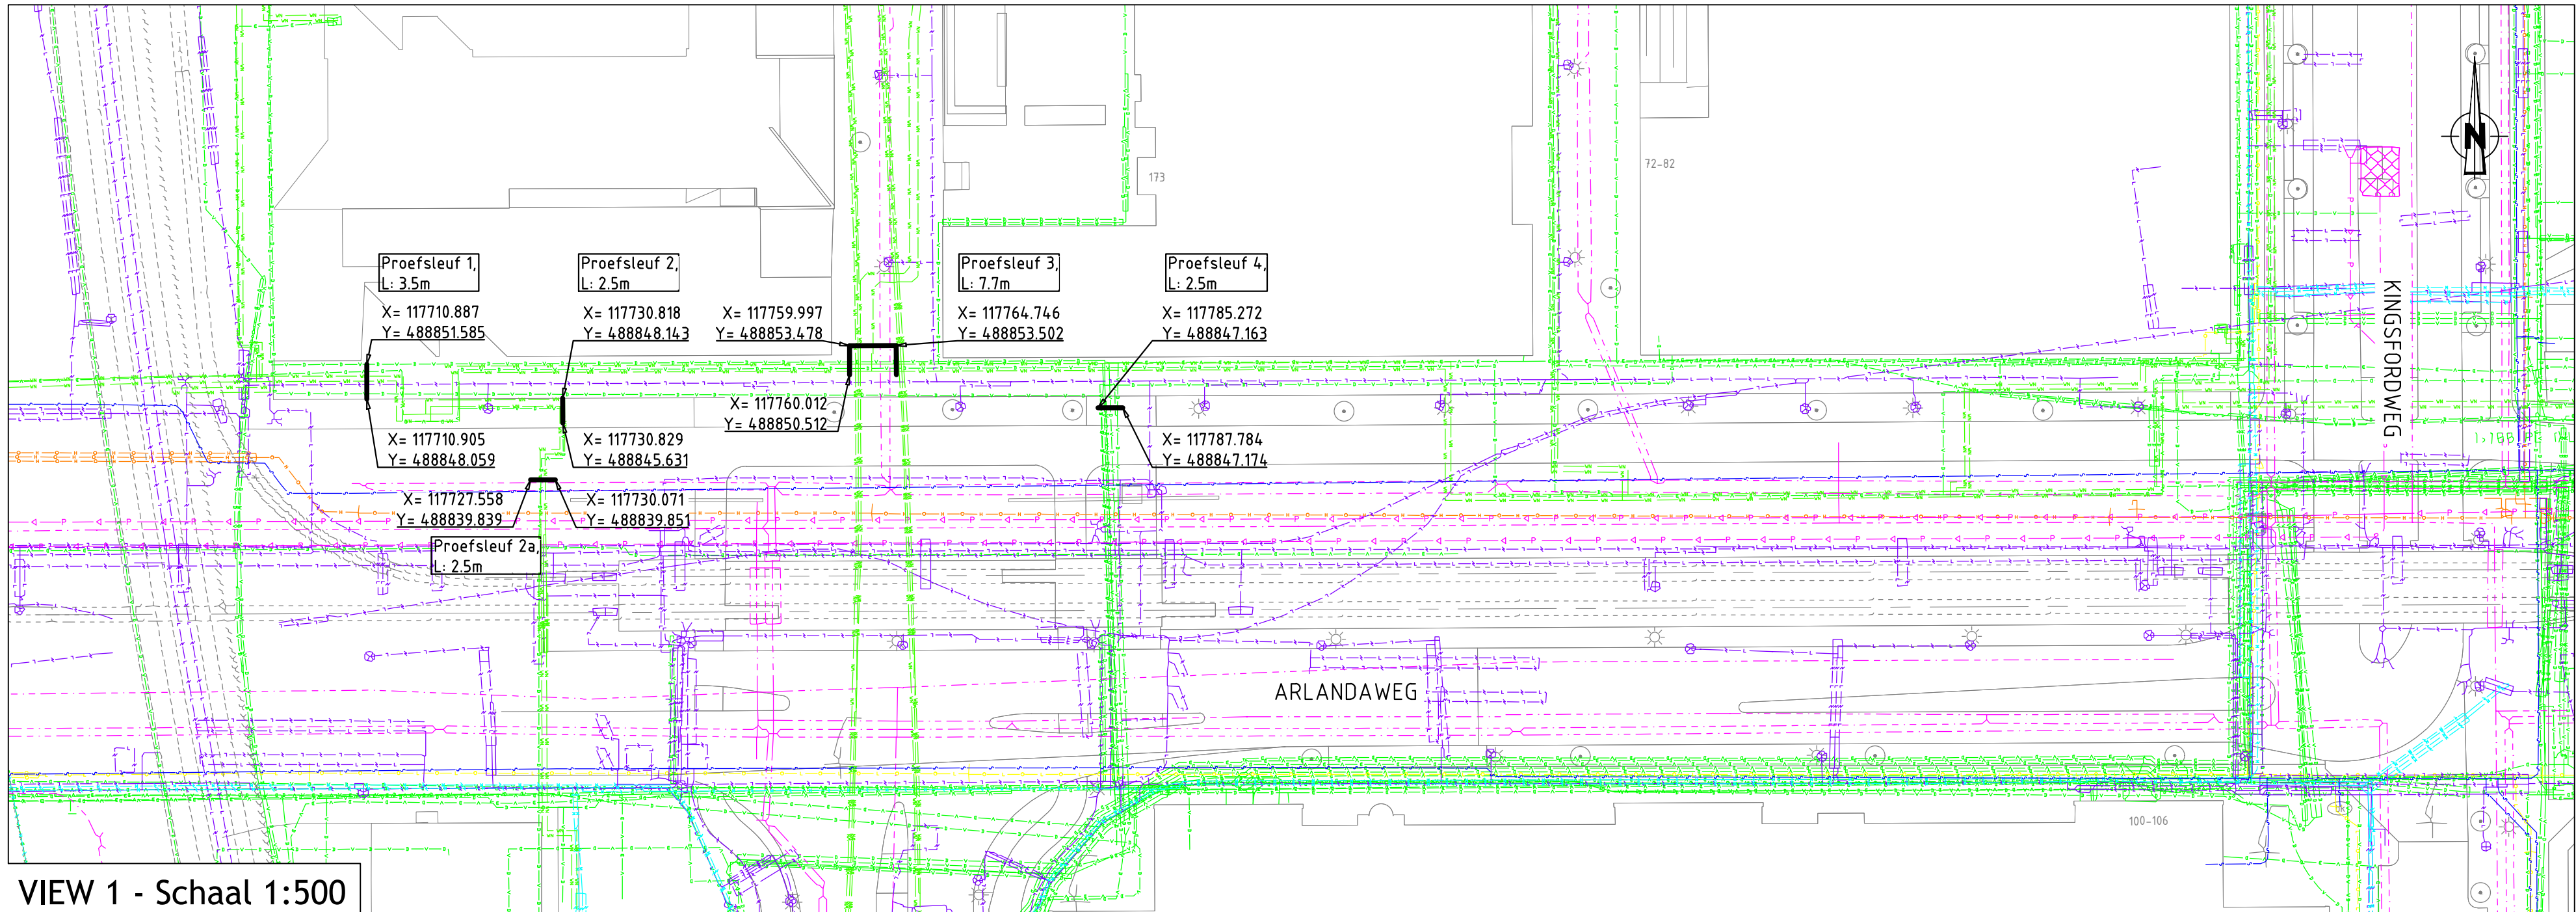 Proefsleuf 1,
L: 3.5m
X= 117710.887
Y= 488851.585
X= 117710.905
Y= 488848.059
Proefsleuf 2,
L: 2.5m
X= 117730.818
Y= 488848.143
X= 117730.829
Y= 488845.631
X= 117727.558
Y= 488839.839
X= 117730.071
Y= 488839.851
Proefsleuf 2a,
L: 2.5m
X= 117759.997
Y= 488853.478
X= 117760.012
Y= 488850.512
Proefsleuf 3,
L: 7.7m
X= 117764.746
Y= 488853.502
Proefsleuf 4,
L: 2.5m
X= 117785.272
Y= 488847.163
X= 117787.784
Y= 488847.174
173
72-82
N
KINGSFORDWEG
ARLANDAWEG
100-106
VIEW 1 - Schaal 1:500